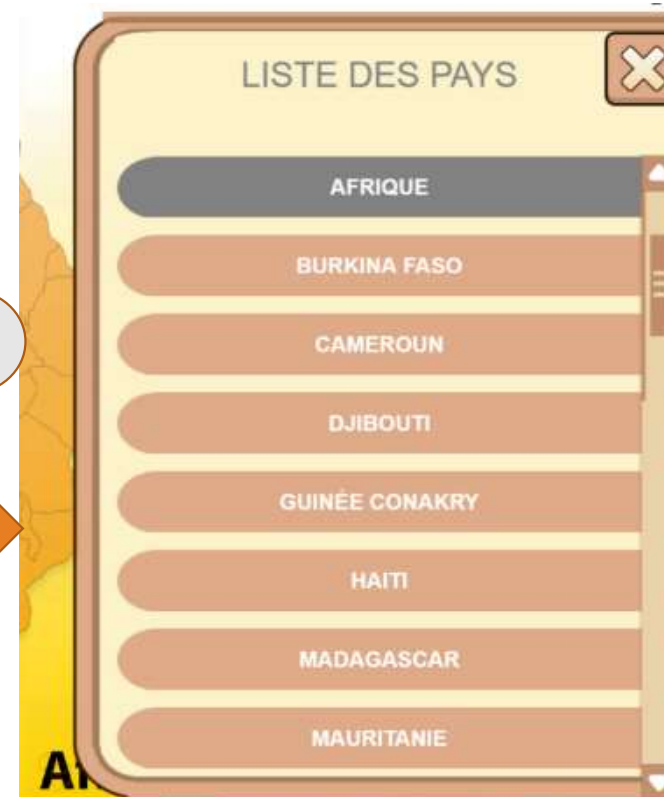 LISTE DES PAYS
AFRIQUE
BURKINA FASO
CAMEROUN
DJIBOUTI
GUINÉE CONAKRY
HAITI
MADAGASCAR
MAURITANIE